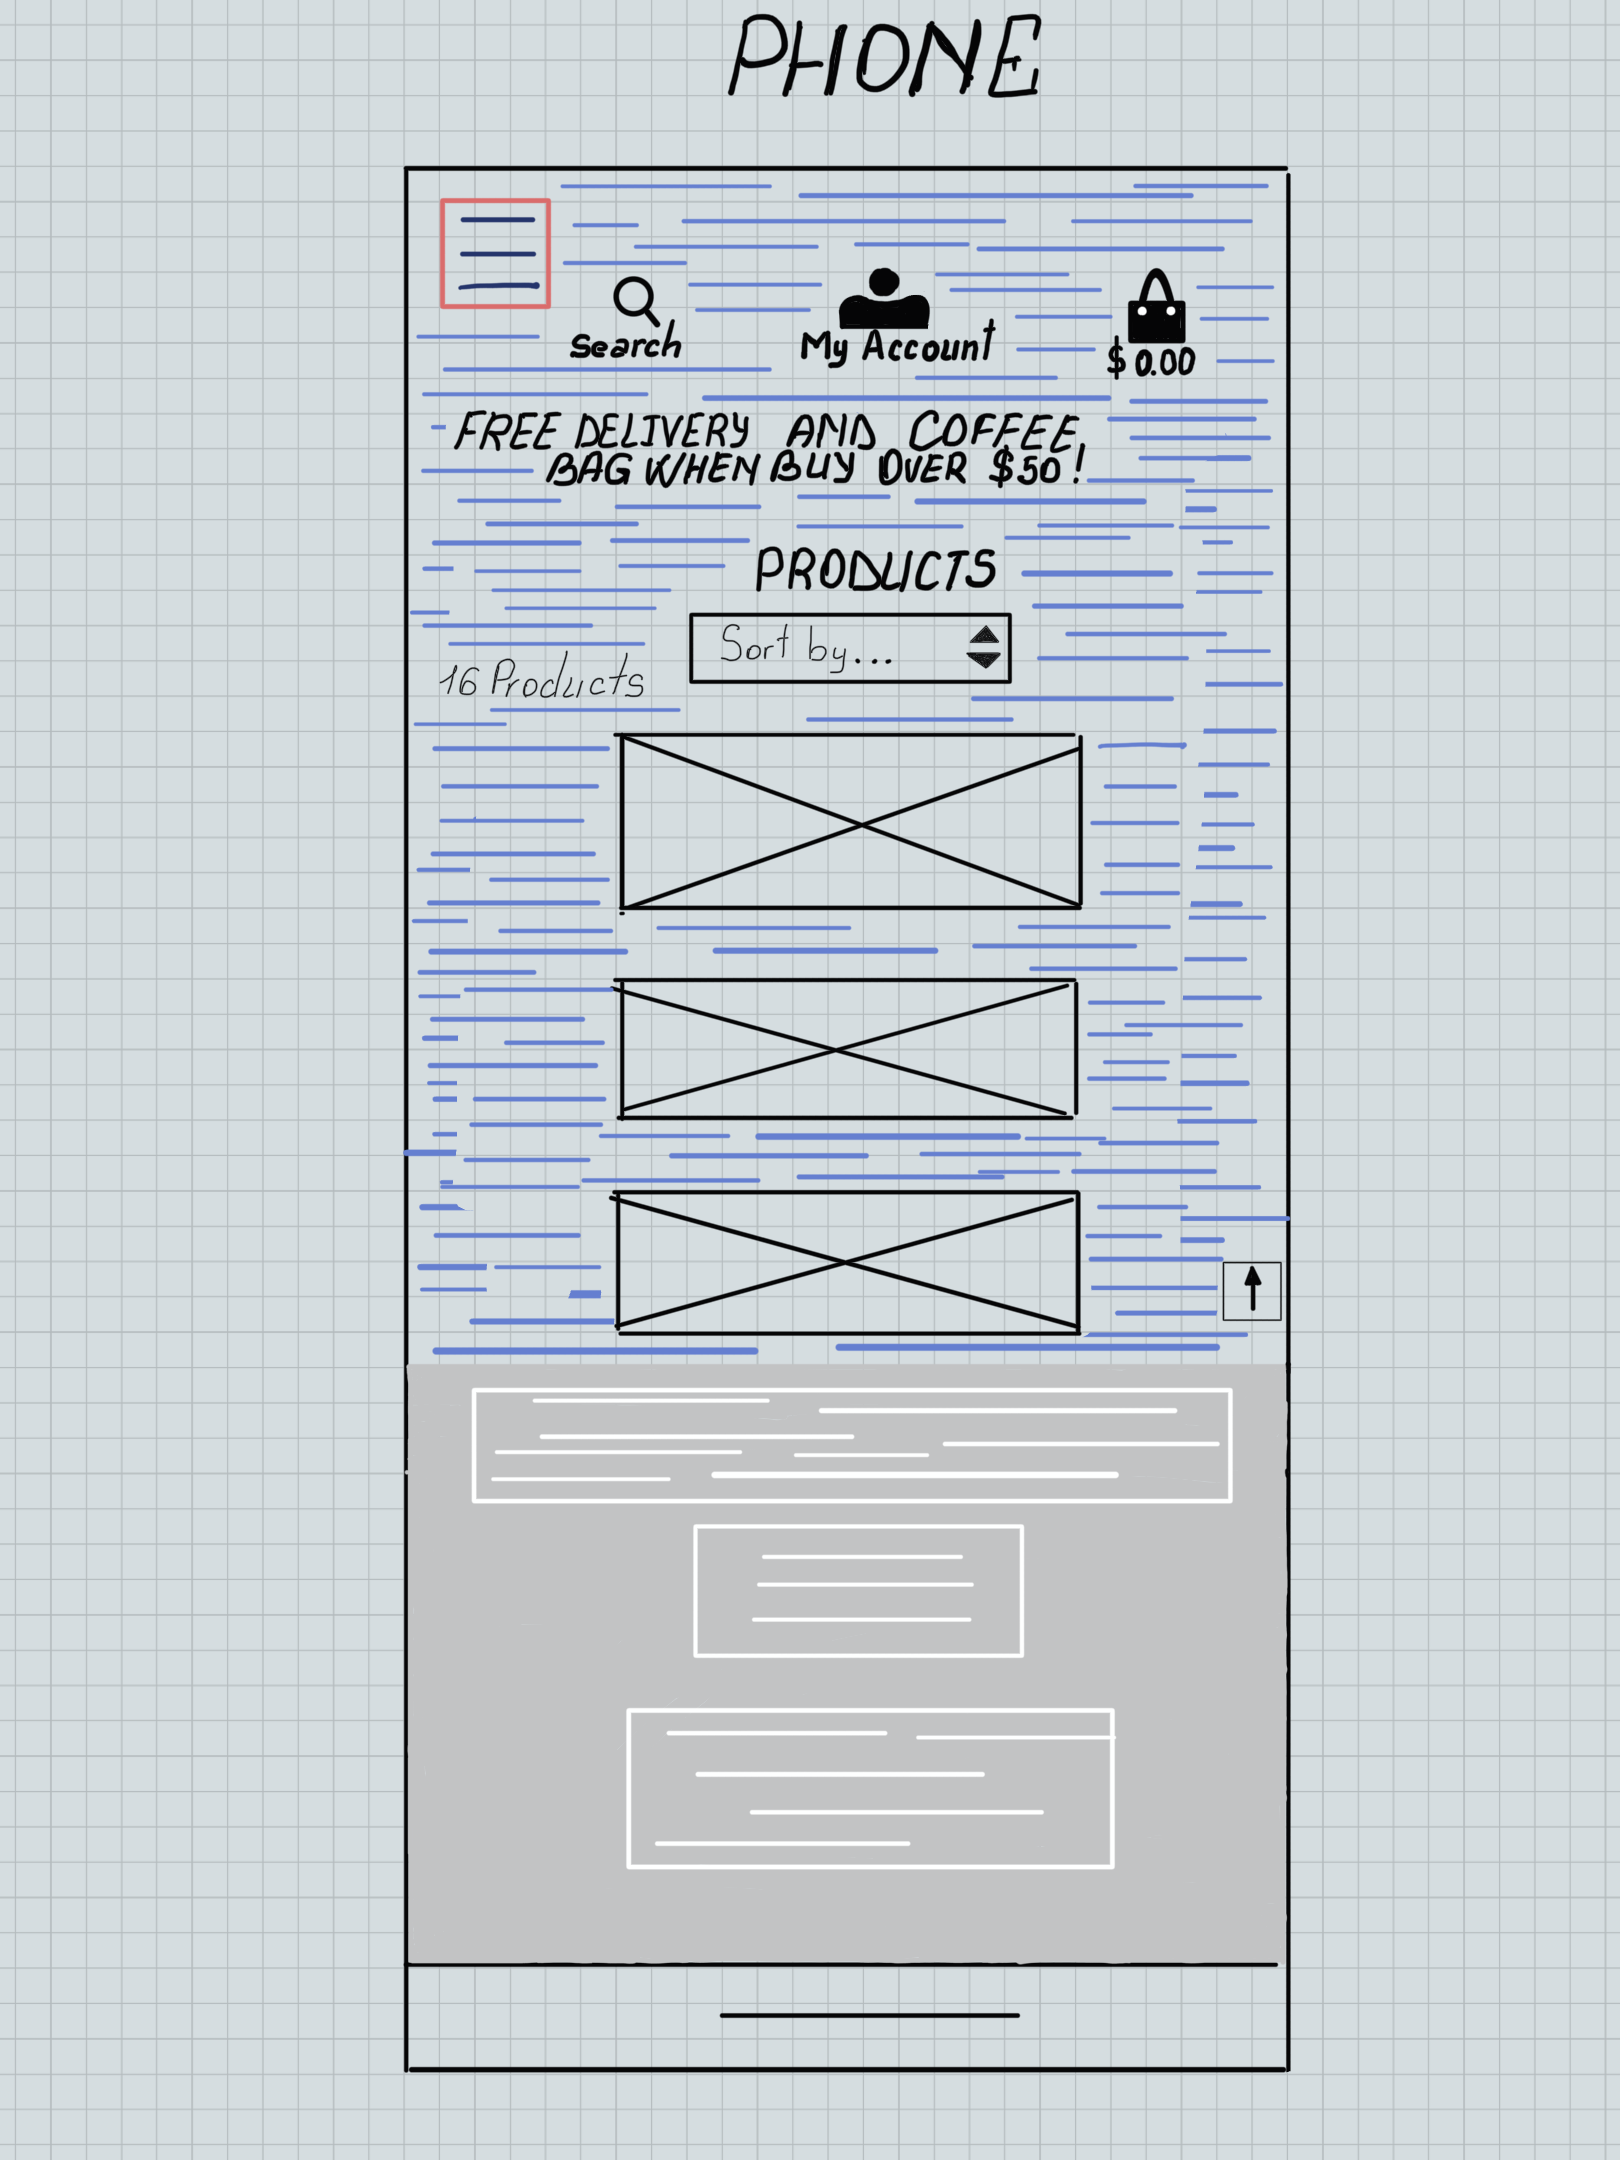 PHONE
Search
My Account
$0.00
FREE DELIVERY AND COFFEE
BAG WHEN BUY OVER $50!
PRODUCTS
Sort by...
16 Products